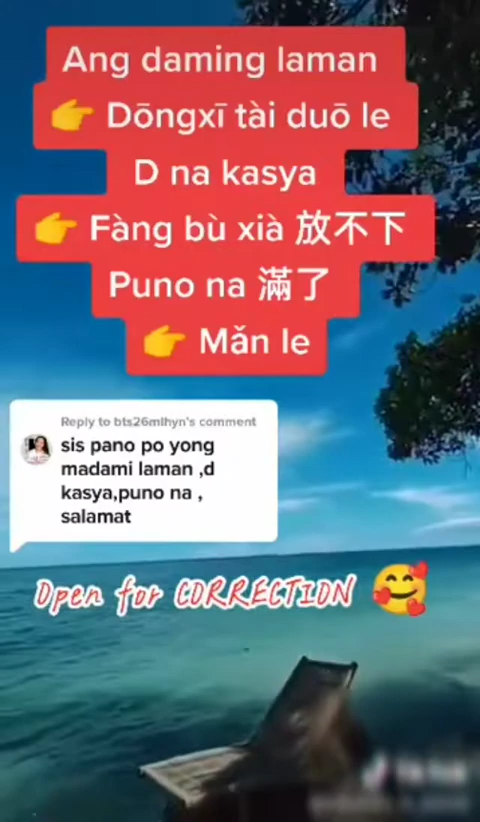 Ang daming laman
👉 Dōngxī tài duō le
D na kasya
👉 Fàng bù xià 放不下
Puno na 滿了
👉 Mǎn le
Reply to bts26mlhyn's comment
sis pano po yong
madami laman ,d
kasya,puno na ,
salamat
Open for CORRECTION 🥰